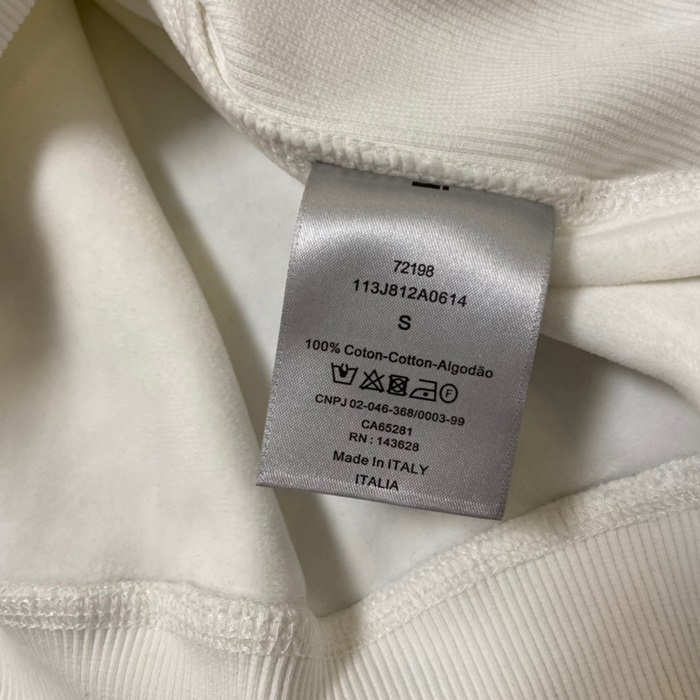 72198
113J812A0614
S
100% Coton-Cotton-Algodão
F
CNPJ 02-046-368/0003-99
CA65281
RN : 143628
Made In ITALY
ITALIA